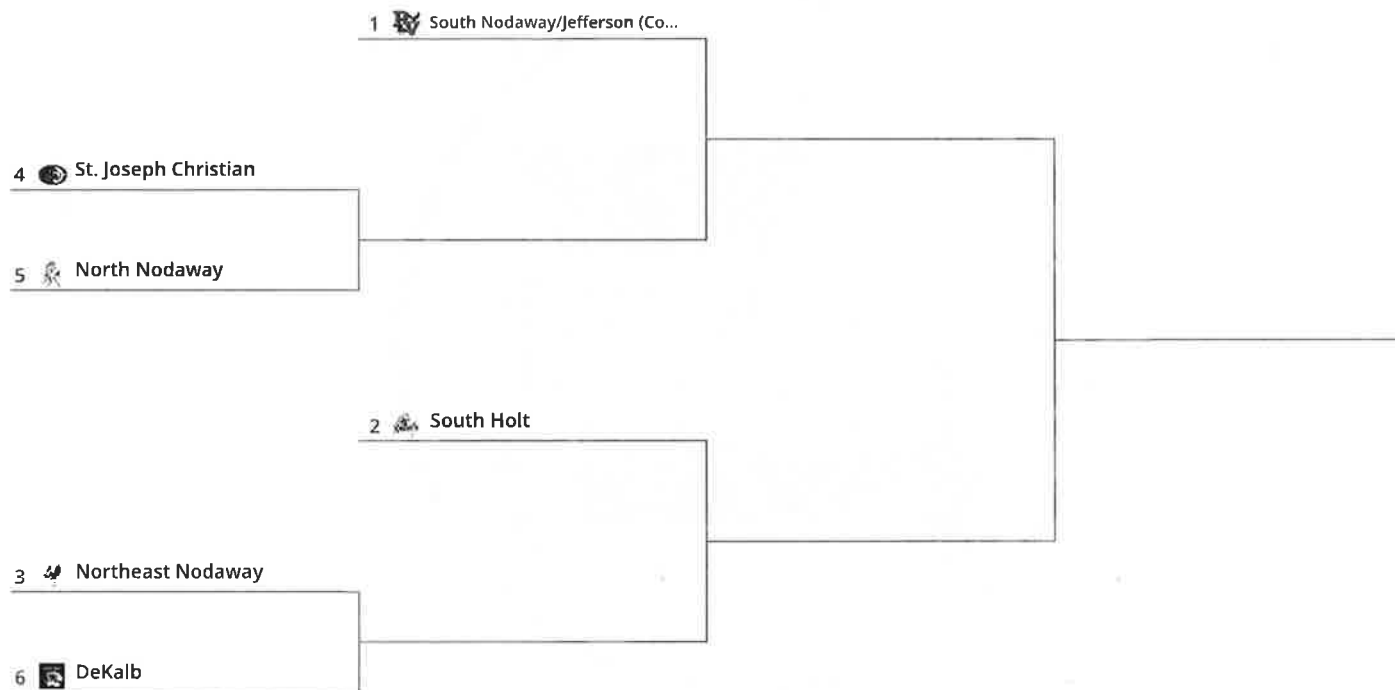 1 South Nodaway/Jefferson (Co...
4 St. Joseph Christian
5 North Nodaway
2 South Holt
3 Northeast Nodaway
6 DeKalb